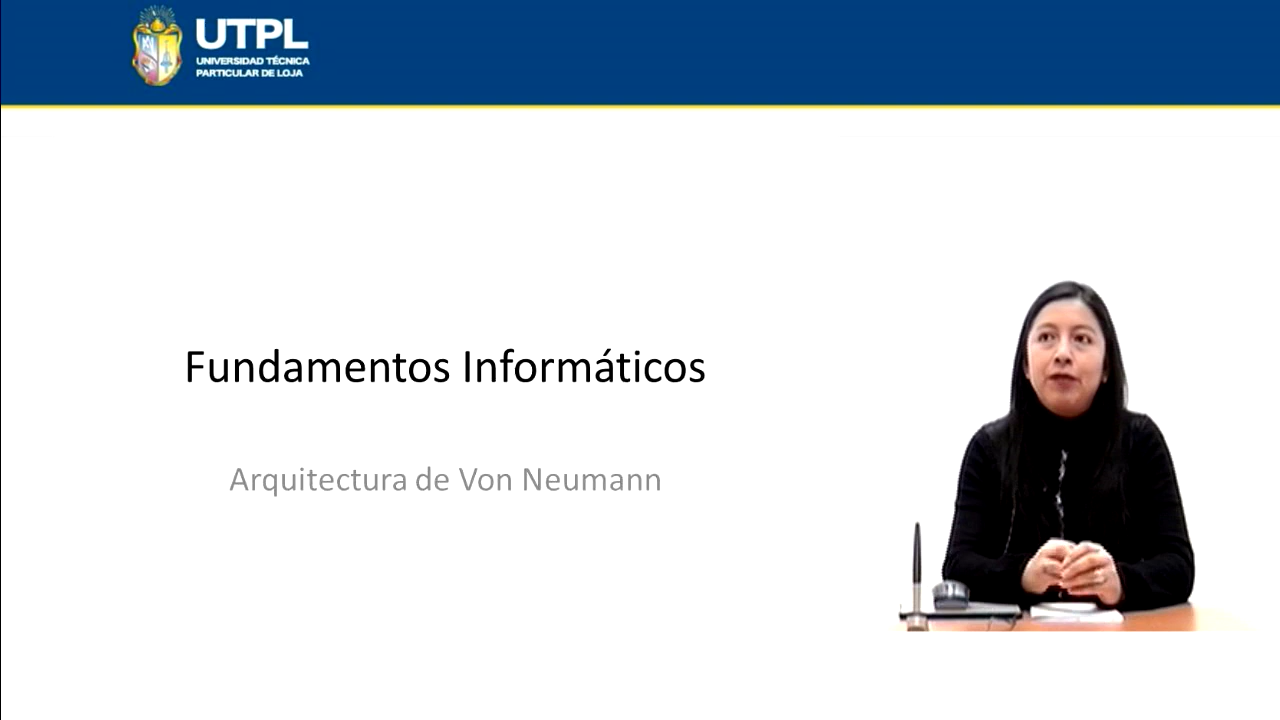 UTPL
UNIVERSIDAD TÉCNICA
PARTICULAR DE LOJA
Fundamentos Informáticos
Arquitectura de Von Neumann